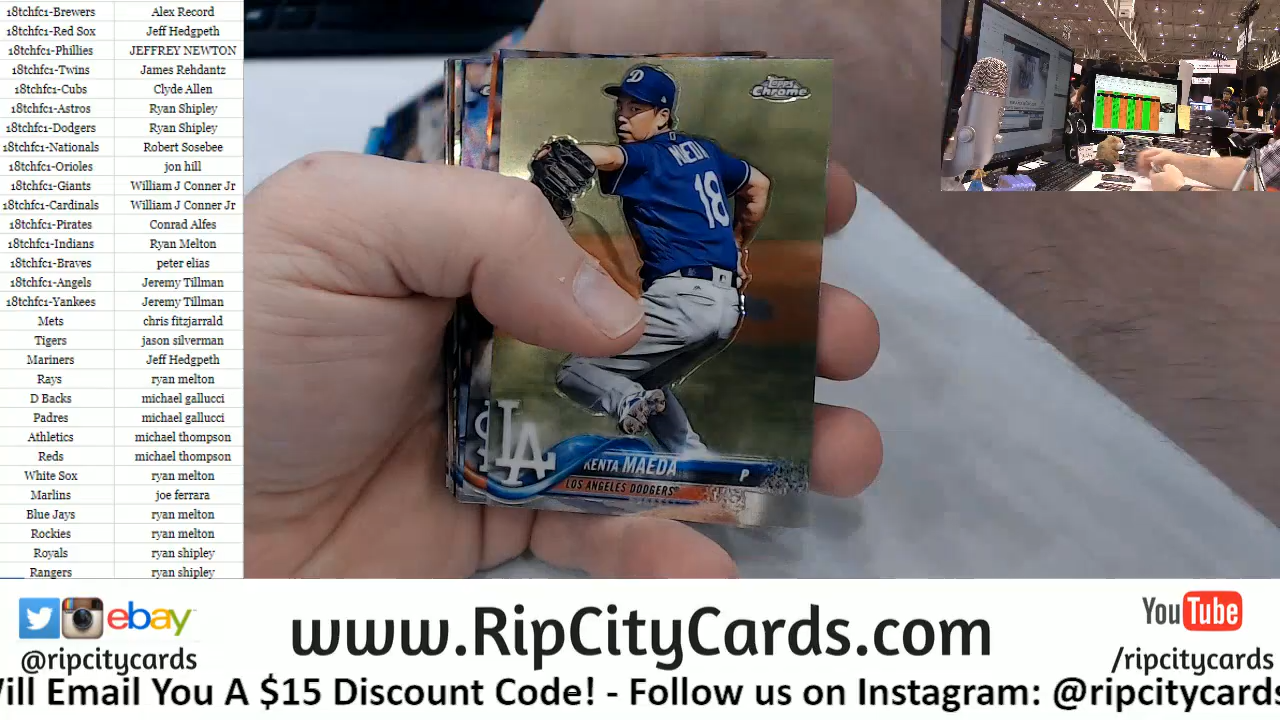 18tchfc1-Brewers Alex Record
18tchfc1-Red Sox Jeff Hedgpeth
18tchfc1-Phillies JEFFREY NEWTON
18tchfc1-Twins James Rehdantz
18tchfc1-Cubs Clyde Allen
18tchfc1-Astros Ryan Shipley
18tchfc1-Dodgers Ryan Shipley
18tchfc1-Nationals Robert Sosebee
18tchfc1-Orioles jon hill
18tchfc1-Giants William J Conner Jr
18tchfc1-Cardinals William J Conner Jr
18tchfc1-Pirates Conrad Alfes
18tchfc1-Indians Ryan Melton
18tchfc1-Braves peter elias
18tchfc1-Angels Jeremy Tillman
18tchfc1-Yankees Jeremy Tillman
Mets chris fitzjarrald
Tigers jason silverman
Mariners Jeff Hedgpeth
Rays ryan melton
D Backs michael gallucci
Padres michael gallucci
Athletics michael thompson
Reds michael thompson
White Sox ryan melton
Marlins joe ferrara
Blue Jays ryan melton
Rockies ryan melton
Royals ryan shipley
Rangers ryan shipley
Topps
Chrome
D
MAEDA
18
LA
KENTA MAEDA P
LOS ANGELES DODGERS
ebay
@ripcitycards
www.RipCityCards.com
YouTube
/ripcitycards
Will Email You A $15 Discount Code! - Follow us on Instagram: @ripcitycards